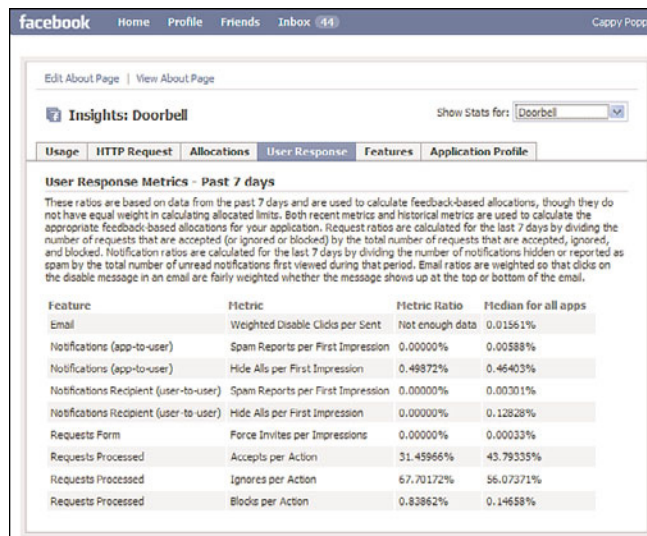 facebook Home Profile Friends Inbox 44 Cappy Popp
Edit About Page | View About Page
Insights: Doorbell Show Stats for: Doorbell
Usage HTTP Request Allocations User Response Features Application Profile
User Response Metrics - Past 7 days
These ratios are based on data from the past 7 days and are used to calculate feedback-based allocations, though they do
not have equal weight in calculating allocated limits. Both recent metrics and historical metrics are used to calculate the
appropriate feedback-based allocations for your application. Request ratios are calculated for the last 7 days by dividing the
number of requests that are accepted (or ignored or blocked) by the total number of requests that are accepted, ignored,
and blocked. Notification ratios are calculated for the last 7 days by dividing the number of notifications hidden or reported as
spam by the total number of unread notifications first viewed during that period. Email ratios are weighted so that clicks on
the disable message in an email are fairly weighted whether the message shows up at the top or bottom of the email.
Feature Metric Metric Ratio Median for all apps
Email Weighted Disable Clicks per Sent Not enough data 0.01561%
Notifications (app-to-user) Spam Reports per First Impression 0.00000% 0.00588%
Notifications (app-to-user) Hide Alls per First Impression 0.49872% 0.46403%
Notifications Recipient (user-to-user) Spam Reports per First Impression 0.00000% 0.00301%
Notifications Recipient (user-to-user) Hide Alls per First Impression 0.00000% 0.12828%
Requests Form Force Invites per Impressions 0.00000% 0.00033%
Requests Processed Accepts per Action 31.45966% 43.79335%
Requests Processed Ignores per Action 67.70172% 56.07371%
Requests Processed Blocks per Action 0.83862% 0.14658%